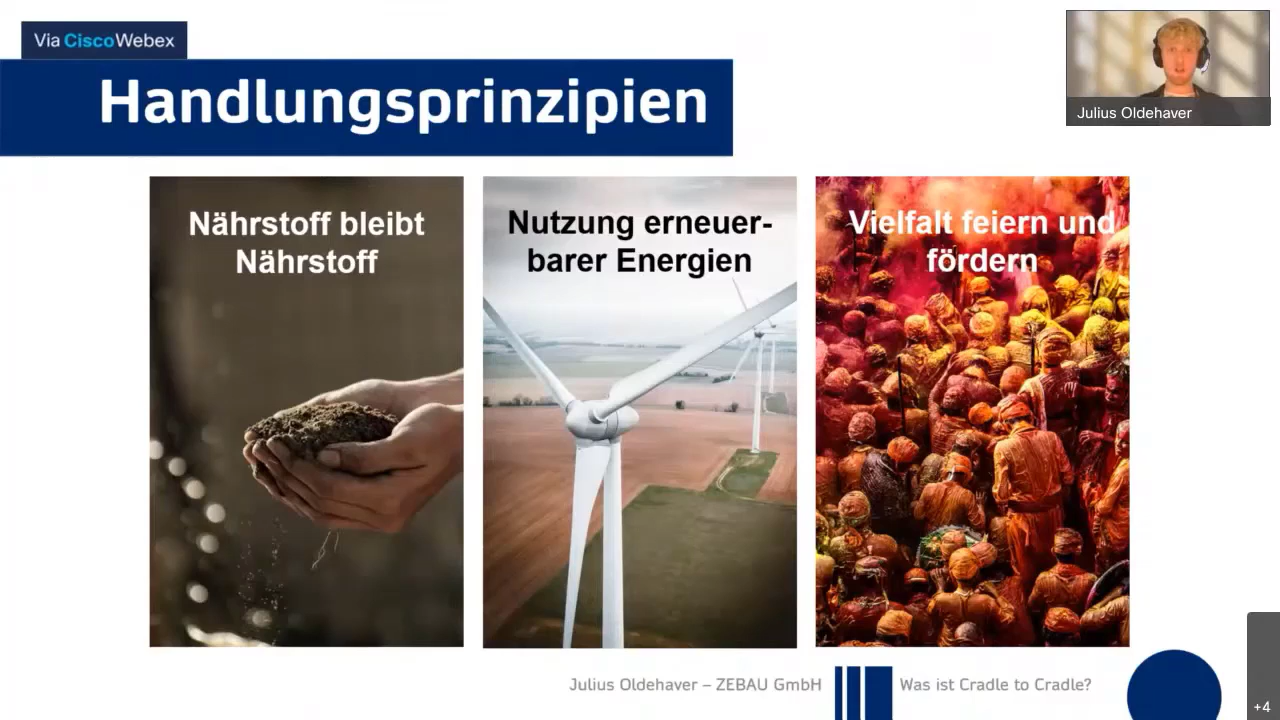 Via CiscoWebex
Handlungsprinzipien
Julius Oldehaver
Nährstoff bleibt
Nährstoff
Nutzung erneuer-
barer Energien
Vielfalt feiern und
fördern
Julius Oldehaver – ZEBAU GmbH
Was ist Cradle to Cradle?
+4